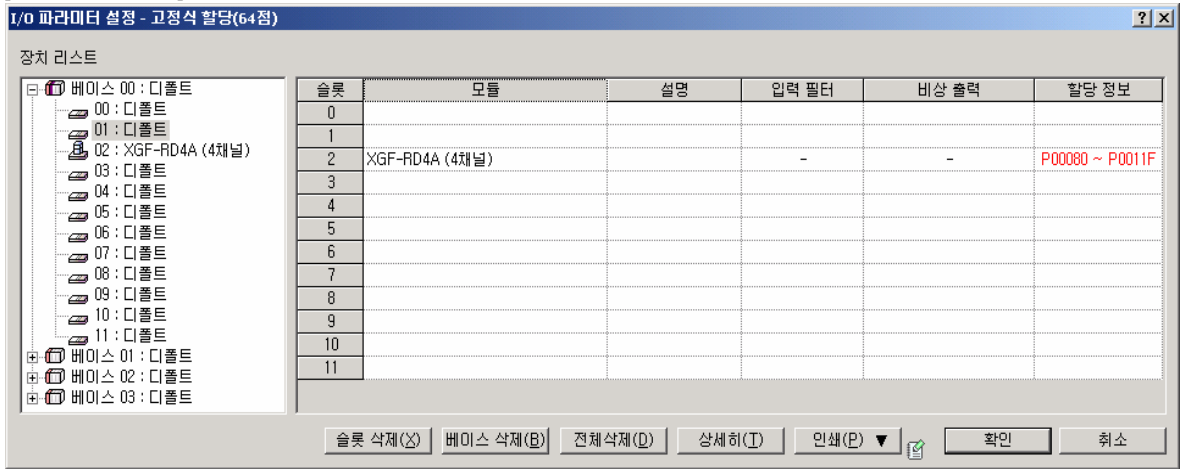 I/O 파라미터 설정 - 고정식 할당(64점)
장치 리스트
베이스 00 : 디폴트
00 : 디폴트
01 : 디폴트
02 : XGF-RD4A (4채널)
03 : 디폴트
04 : 디폴트
05 : 디폴트
06 : 디폴트
07 : 디폴트
08 : 디폴트
09 : 디폴트
10 : 디폴트
11 : 디폴트
베이스 01 : 디폴트
베이스 02 : 디폴트
베이스 03 : 디폴트
슬롯 모듈 설명 입력 필터 비상 출력 할당 정보
0
1
2 XGF-RD4A (4채널) - - P00080 ~ P0011F
3
4
5
6
7
8
9
10
11
슬롯 삭제(X) 베이스 삭제(B) 전체삭제(D) 상세히(T) 인쇄(P) ▼ 확인 취소